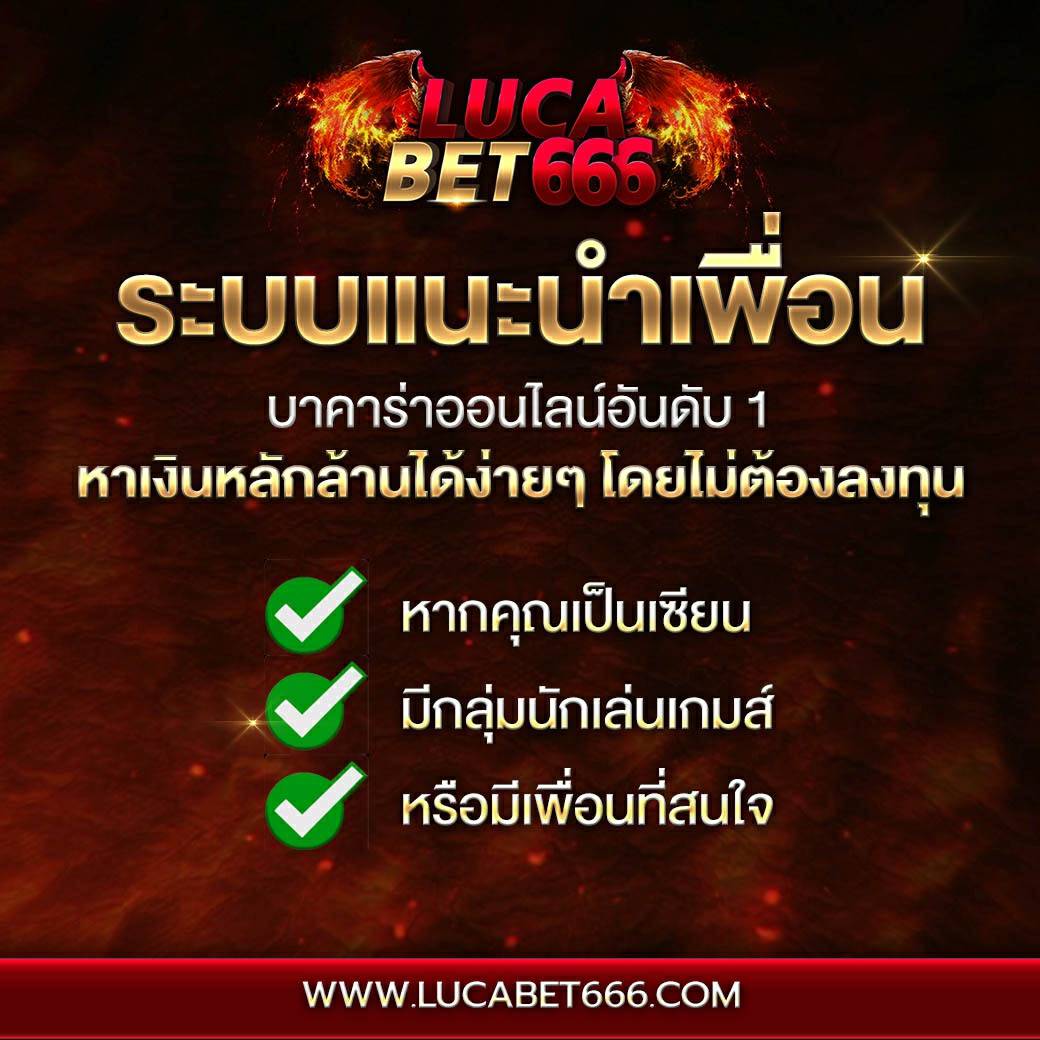 LUCA
BET666
ระบบแนะนำเพื่อน
บาคาร่าออนไลน์อันดับ 1
หาเงินหลักล้านได้ง่ายๆ โดยไม่ต้องลงทุน
หากคุณเป็นเซียน
มีกลุ่มนักเล่นเกมส์
หรือมีเพื่อนที่สนใจ
WWW.LUCABET666.COM